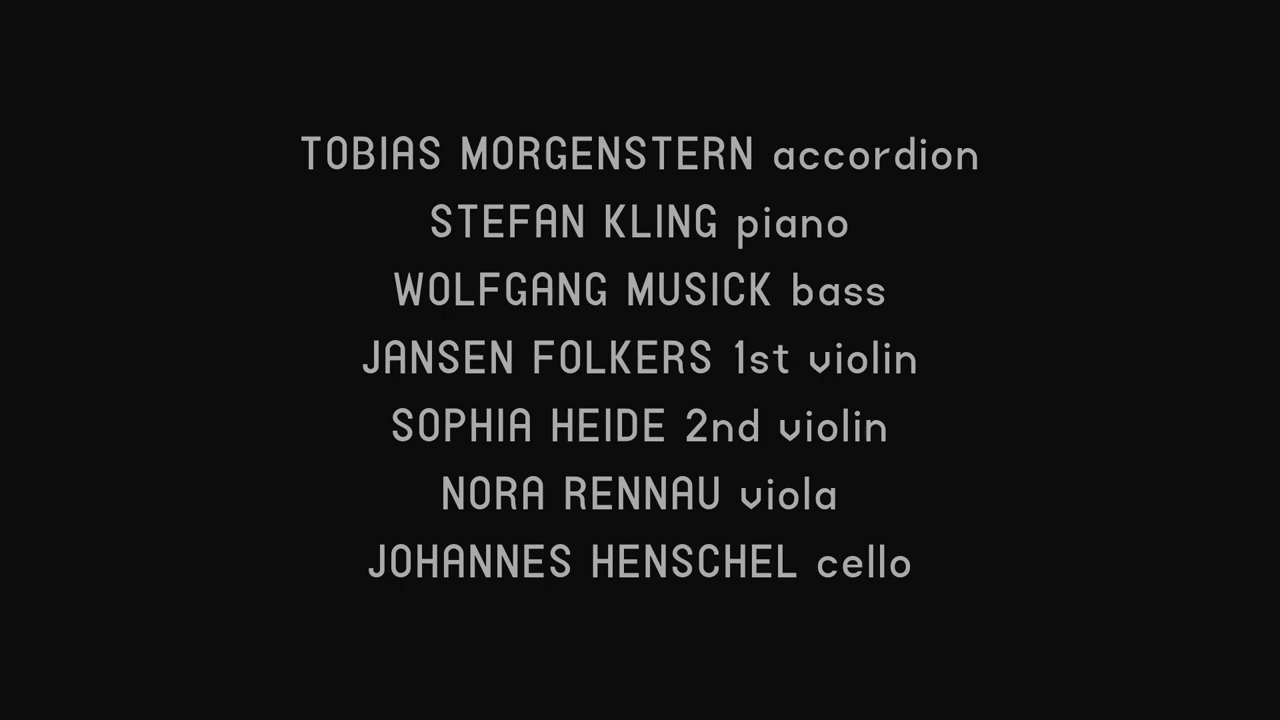 TOBIAS MORGENSTERN accordion
STEFAN KLING piano
WOLFGANG MUSICK bass
JANSEN FOLKERS 1st violin
SOPHIA HEIDE 2nd violin
NORA RENNAU viola
JOHANNES HENSCHEL cello